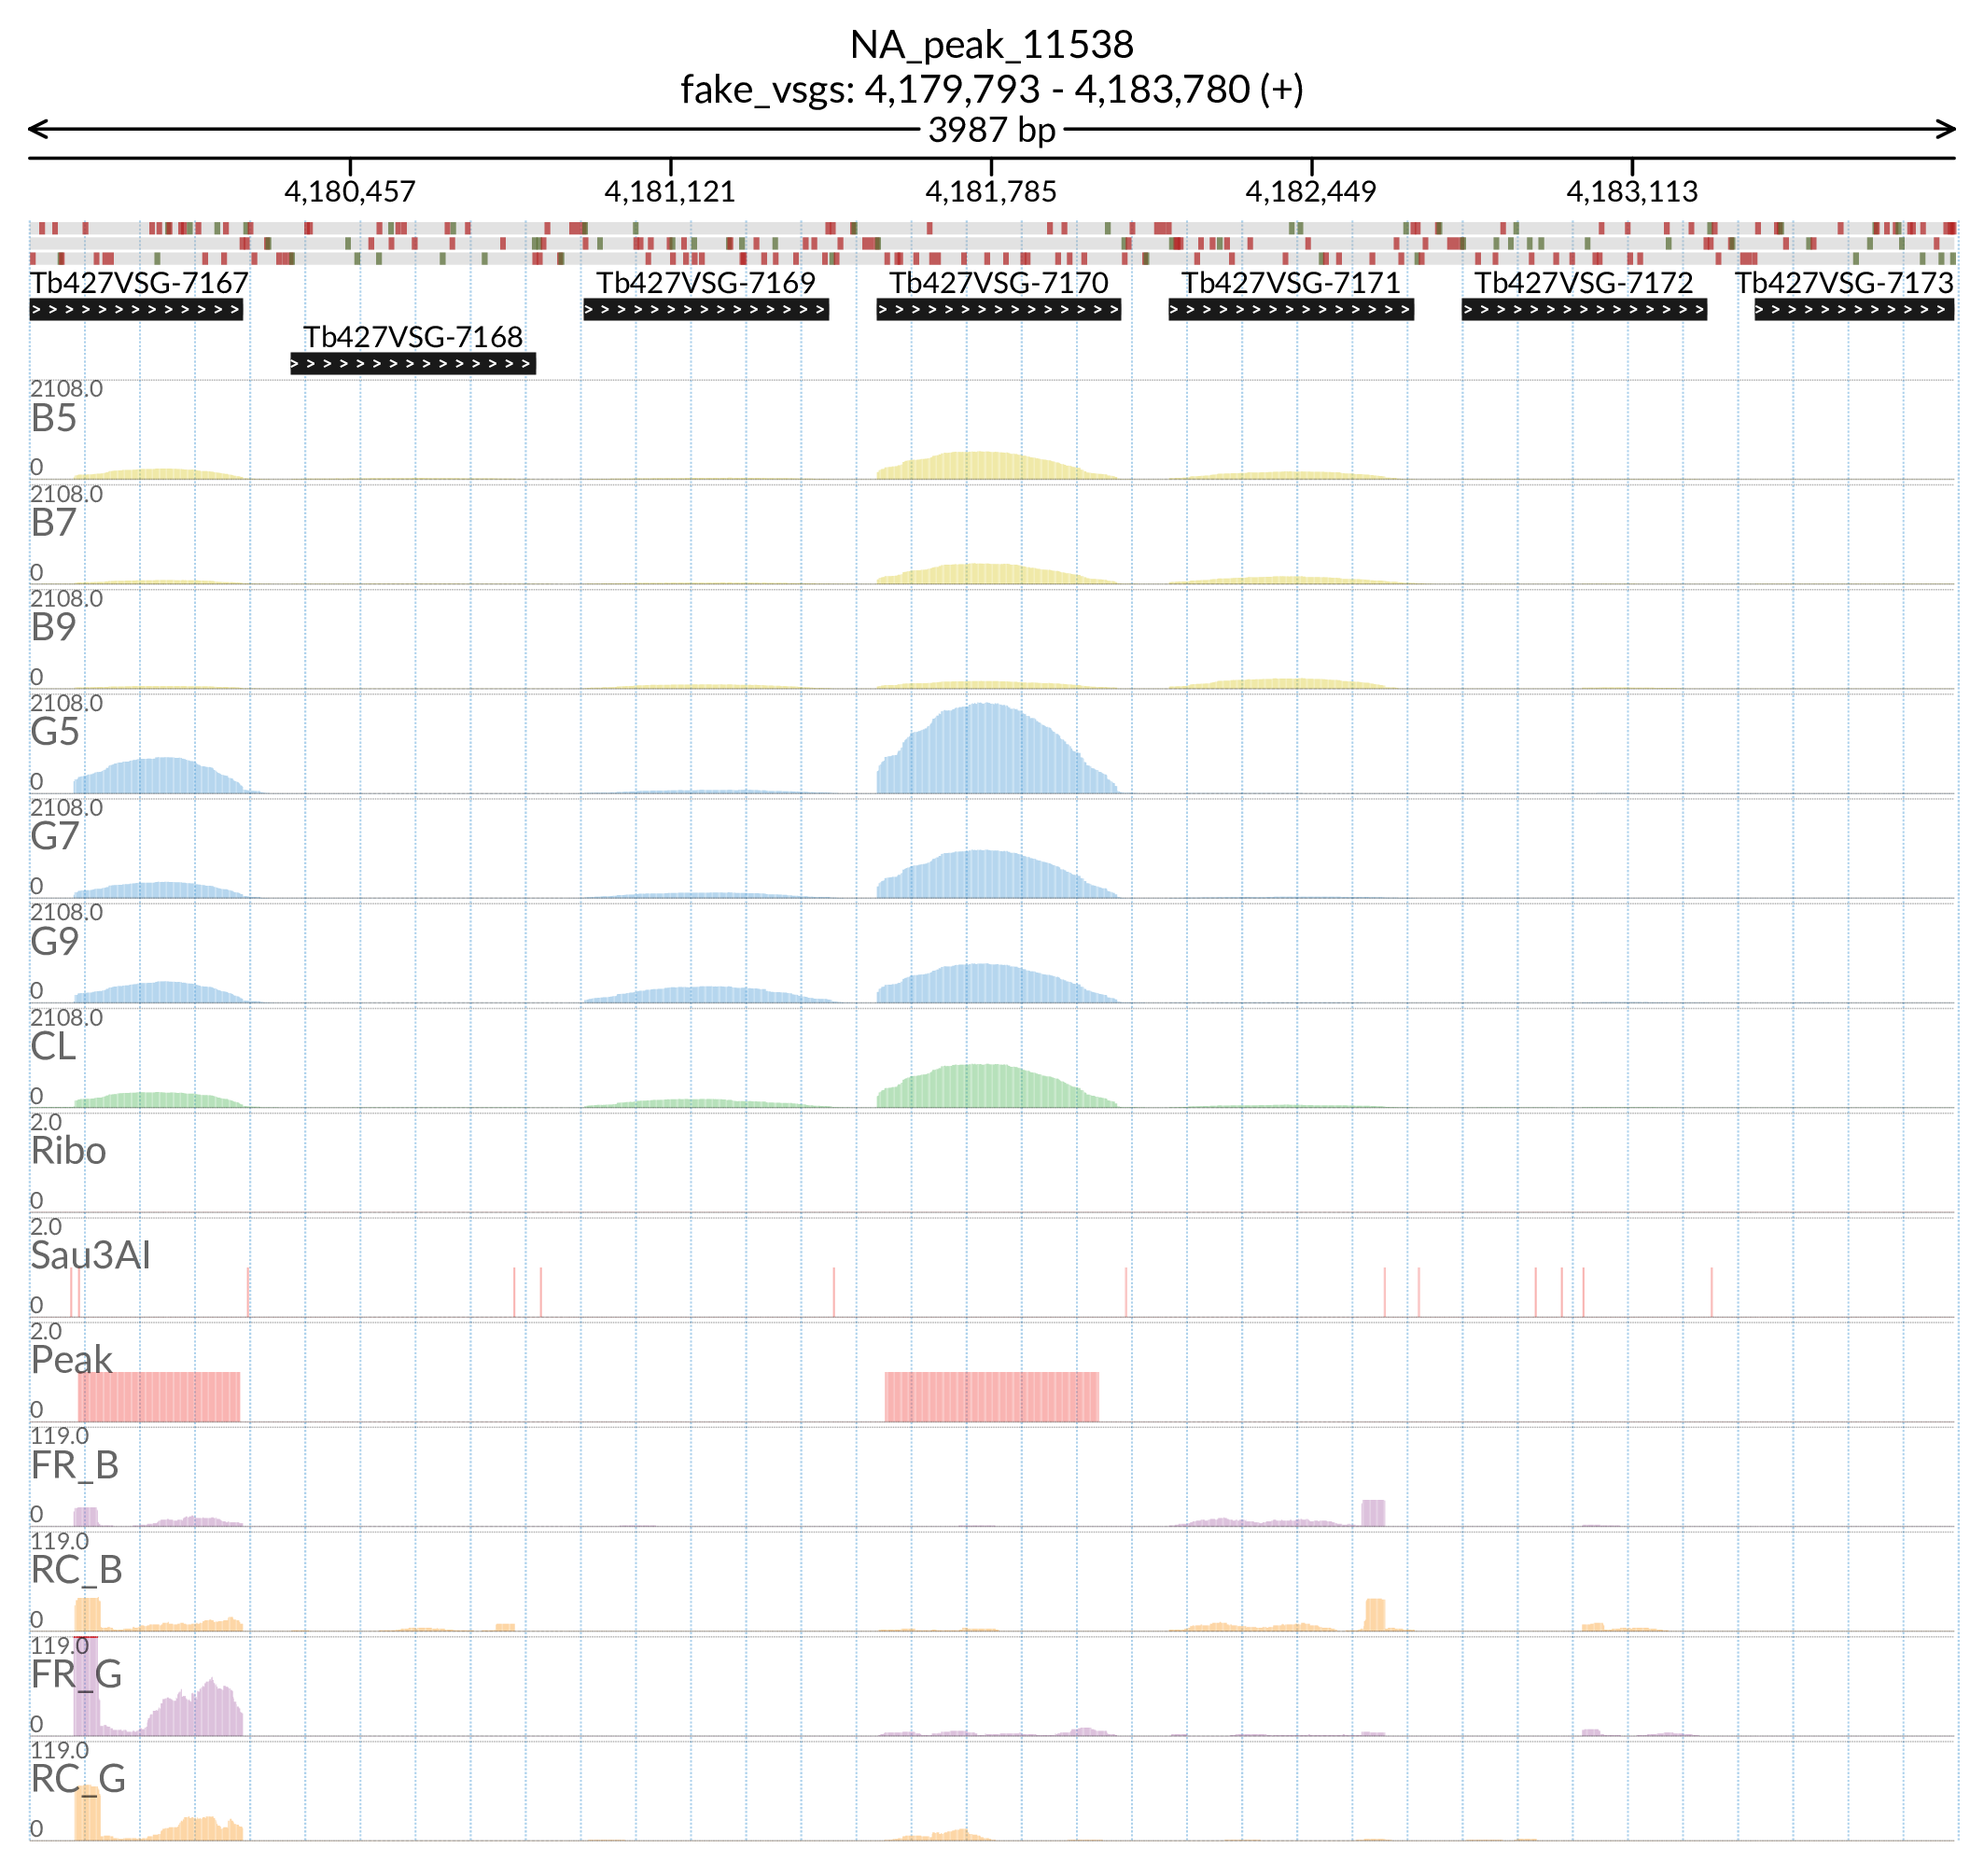 NA_peak_11538
fake_vsgs: 4,179,793 - 4,183,780 (+)
3987 bp
4,180,457 4,181,121 4,181,785 4,182,449 4,183,113
Tb427VSG-7167 Tb427VSG-7169 Tb427VSG-7170 Tb427VSG-7171 Tb427VSG-7172 Tb427VSG-7173
Tb427VSG-7168
2108.0
B5
0
2108.0
B7
0
2108.0
B9
0
2108.0
G5
0
2108.0
G7
0
2108.0
G9
0
2108.0
CL
0
2.0
Ribo
0
2.0
Sau3AI
0
2.0
Peak
0
119.0
FR_B
0
119.0
RC_B
0
119.0
FR_G
0
119.0
RC_G
0